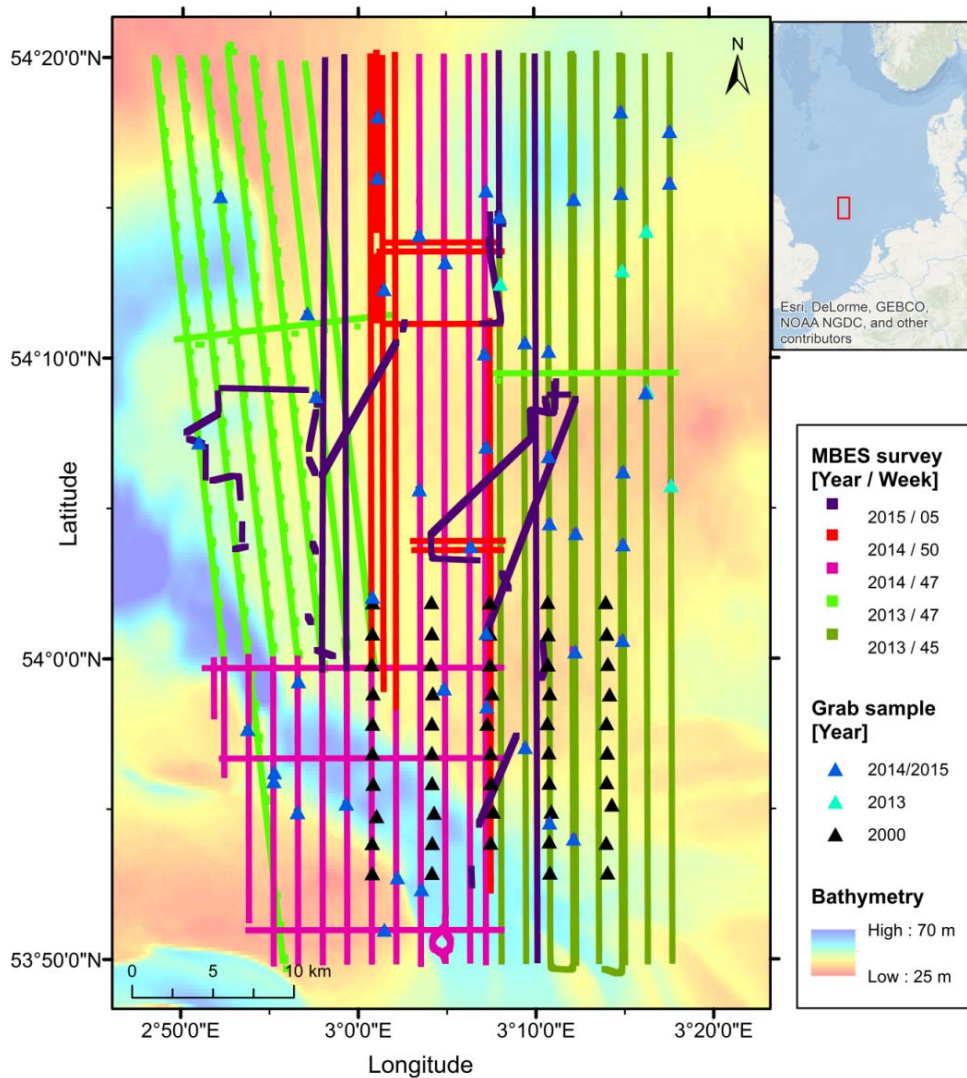 54°20'0"N
54°10'0"N
54°0'0"N
53°50'0"N
Latitude
N
0 5 10 km
2°50'0"E 3°0'0"E 3°10'0"E 3°20'0"E
Longitude
Esri, DeLorme, GEBCO,
NOAA NGDC, and other
contributors
MBES survey
[Year / Week]
2015 / 05
2014 / 50
2014 / 47
2013 / 47
2013 / 45
Grab sample
[Year]
2014/2015
2013
2000
Bathymetry
High : 70 m
Low : 25 m